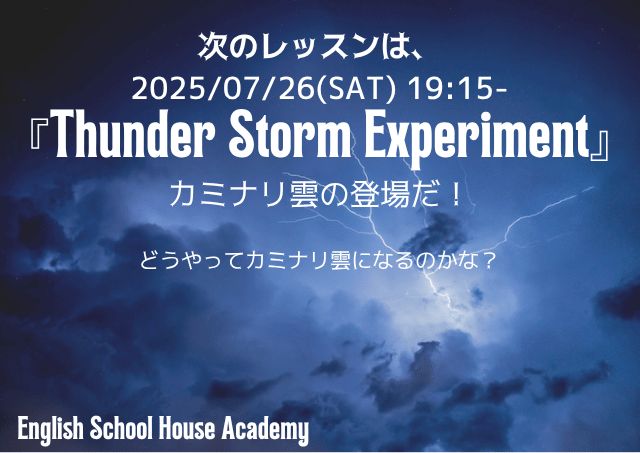 次のレッスンは、
2025/07/26(SAT) 19:15-
『Thunder Storm Experiment』
カミナリ雲の登場だ！
どうやってカミナリ雲になるのかな？
English School House Academy